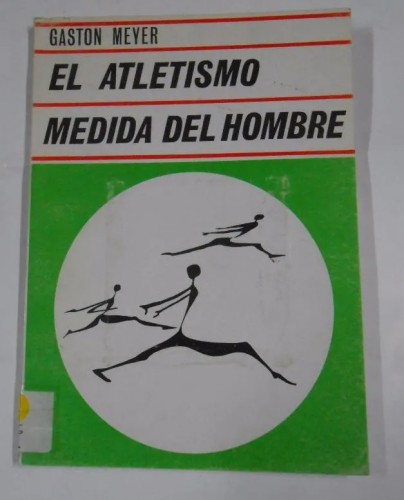 GASTON MEYER
EL ATLETISMO
MEDIDA DEL HOMBRE